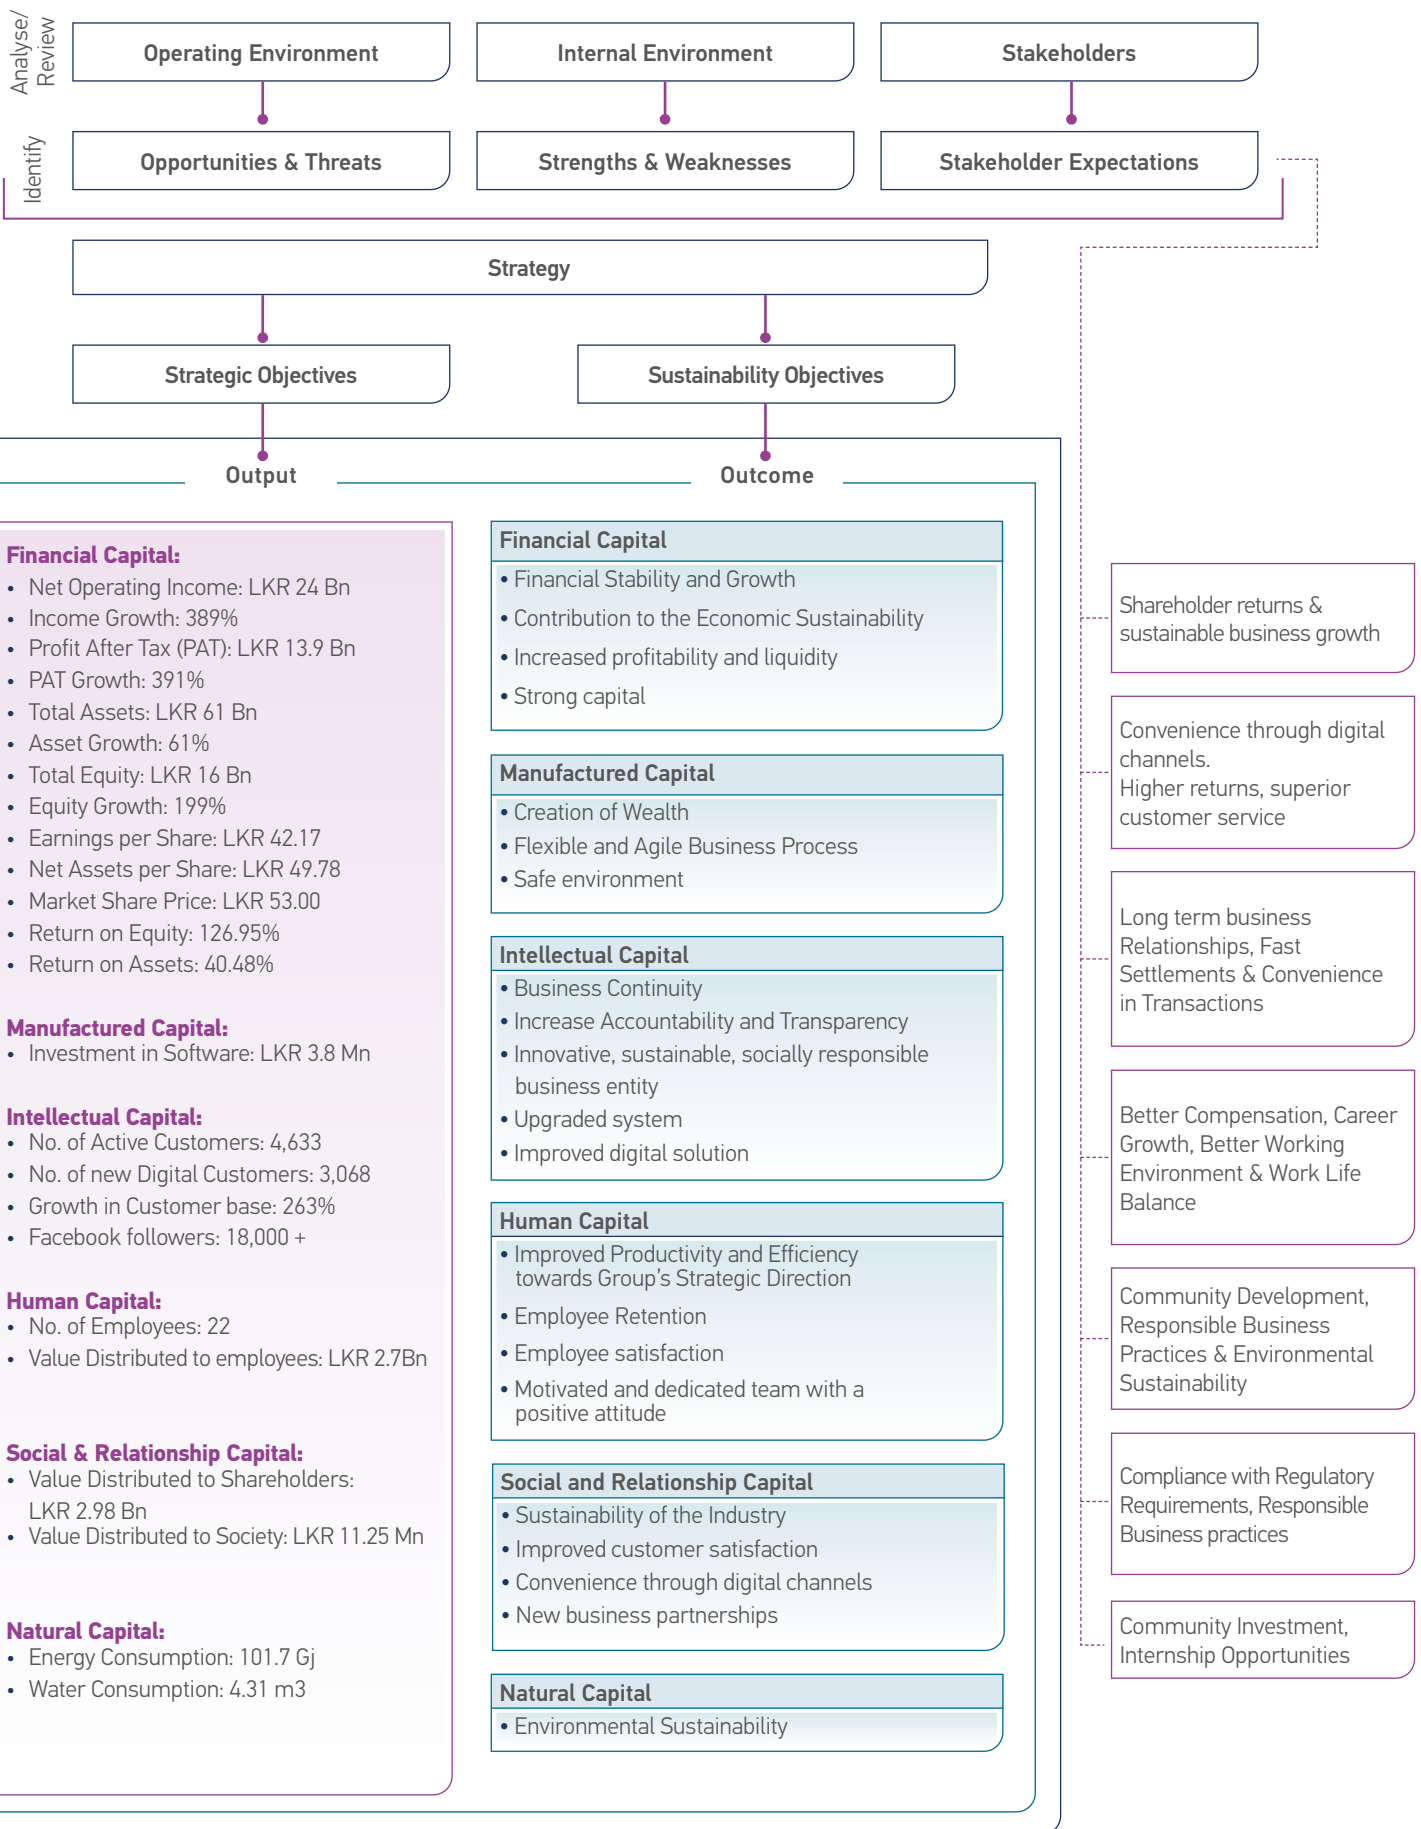 Analyse/
Review
Operating Environment
Internal Environment
Stakeholders
Identify
Opportunities & Threats
Strengths & Weaknesses
Stakeholder Expectations
Strategy
Strategic Objectives
Sustainability Objectives
Output
Outcome
Financial Capital:
• Net Operating Income: LKR 24 Bn
• Income Growth: 389%
• Profit After Tax (PAT): LKR 13.9 Bn
• PAT Growth: 391%
• Total Assets: LKR 61 Bn
• Asset Growth: 61%
• Total Equity: LKR 16 Bn
• Equity Growth: 199%
• Earnings per Share: LKR 42.17
• Net Assets per Share: LKR 49.78
• Market Share Price: LKR 53.00
• Return on Equity: 126.95%
• Return on Assets: 40.48%
Manufactured Capital:
• Investment in Software: LKR 3.8 Mn
Intellectual Capital:
• No. of Active Customers: 4,633
• No. of new Digital Customers: 3,068
• Growth in Customer base: 263%
• Facebook followers: 18,000 +
Human Capital:
• No. of Employees: 22
• Value Distributed to employees: LKR 2.7Bn
Social & Relationship Capital:
• Value Distributed to Shareholders:
LKR 2.98 Bn
• Value Distributed to Society: LKR 11.25 Mn
Natural Capital:
• Energy Consumption: 101.7 Gj
• Water Consumption: 4.31 m3
Financial Capital
• Financial Stability and Growth
• Contribution to the Economic Sustainability
• Increased profitability and liquidity
• Strong capital
Manufactured Capital
• Creation of Wealth
• Flexible and Agile Business Process
• Safe environment
Intellectual Capital
• Business Continuity
• Increase Accountability and Transparency
• Innovative, sustainable, socially responsible
business entity
• Upgraded system
• Improved digital solution
Human Capital
• Improved Productivity and Efficiency
towards Group's Strategic Direction
• Employee Retention
• Employee satisfaction
• Motivated and dedicated team with a
positive attitude
Social and Relationship Capital
• Sustainability of the Industry
• Improved customer satisfaction
• Convenience through digital channels
• New business partnerships
Natural Capital
• Environmental Sustainability
Shareholder returns &
sustainable business growth
Convenience through digital
channels.
Higher returns, superior
customer service
Long term business
Relationships, Fast
Settlements & Convenience
in Transactions
Better Compensation, Career
Growth, Better Working
Environment & Work Life
Balance
Community Development,
Responsible Business
Practices & Environmental
Sustainability
Compliance with Regulatory
Requirements, Responsible
Business practices
Community Investment,
Internship Opportunities